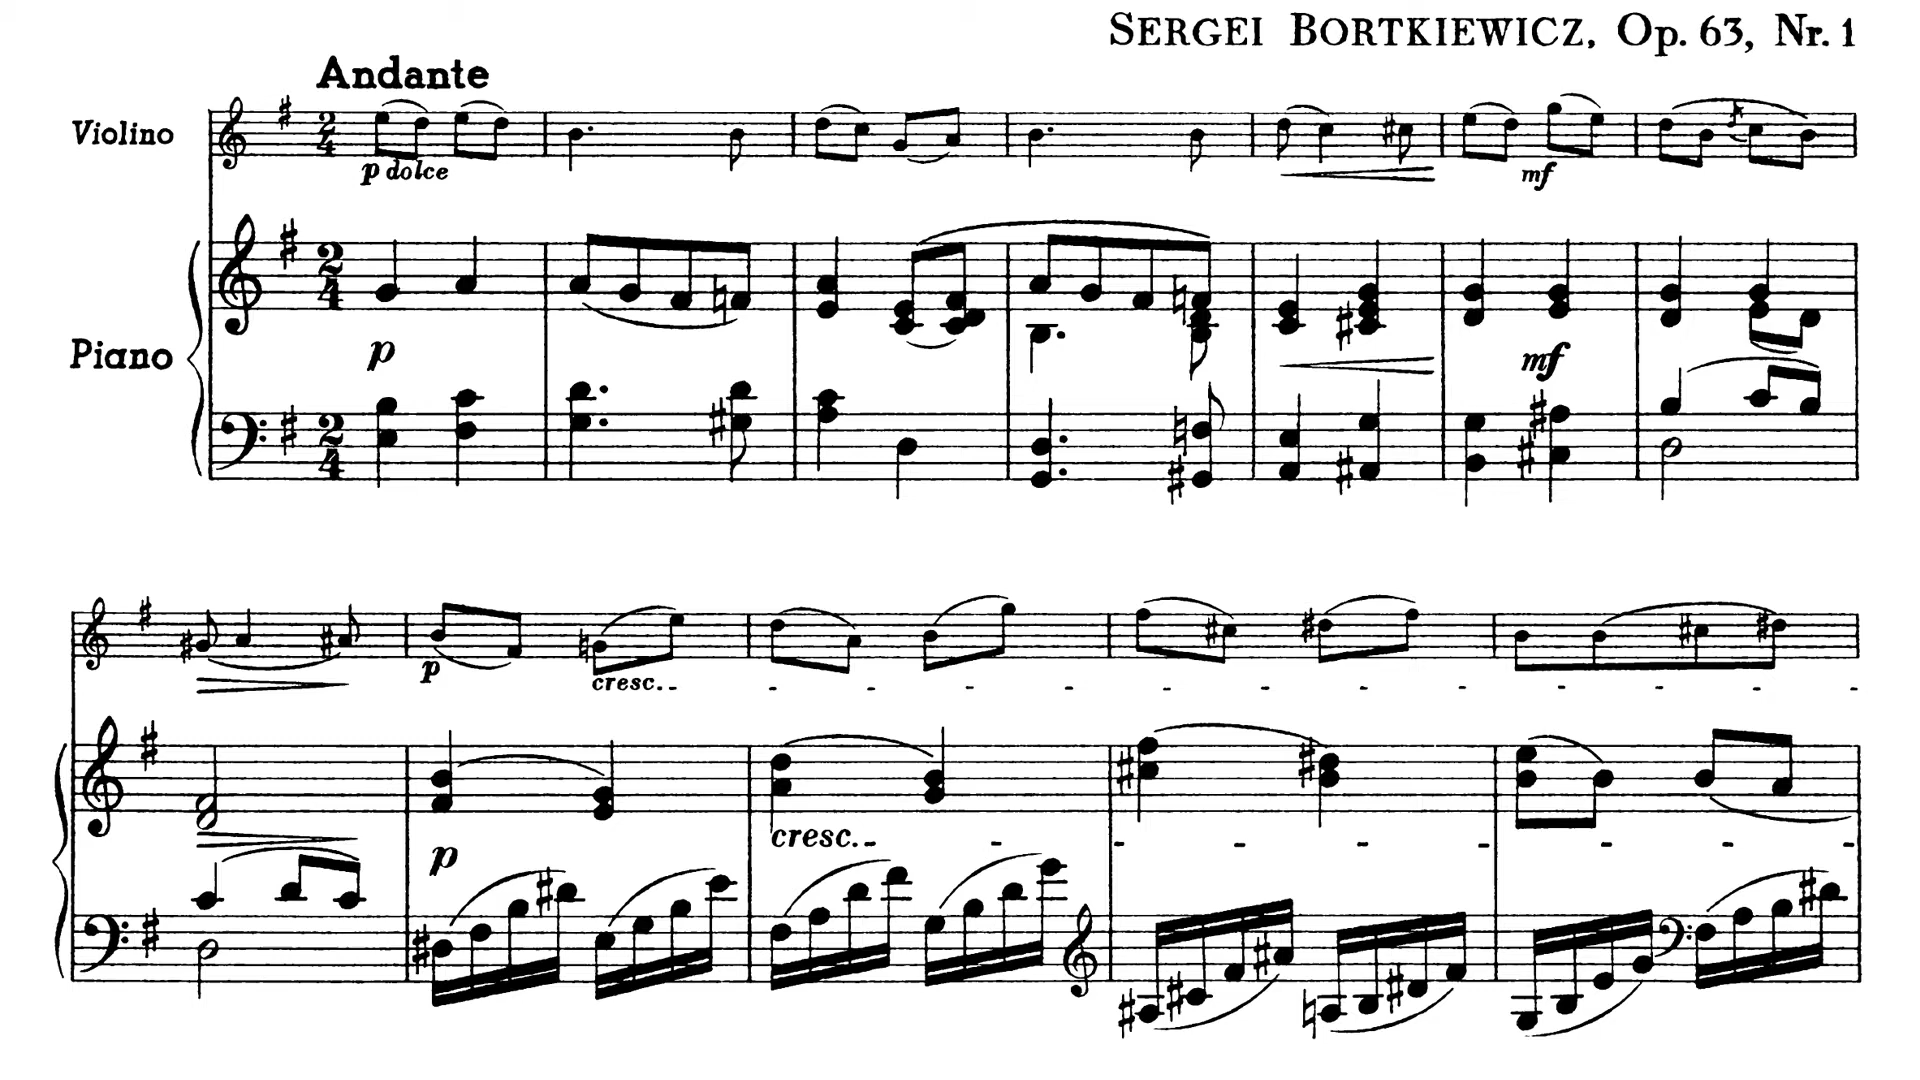 SERGEI BORTKIEWICZ, Op. 63, Nr. 1
Andante
Violino
p dolce
mf
Piano
p
mf
p
cresc.
p
cresc.